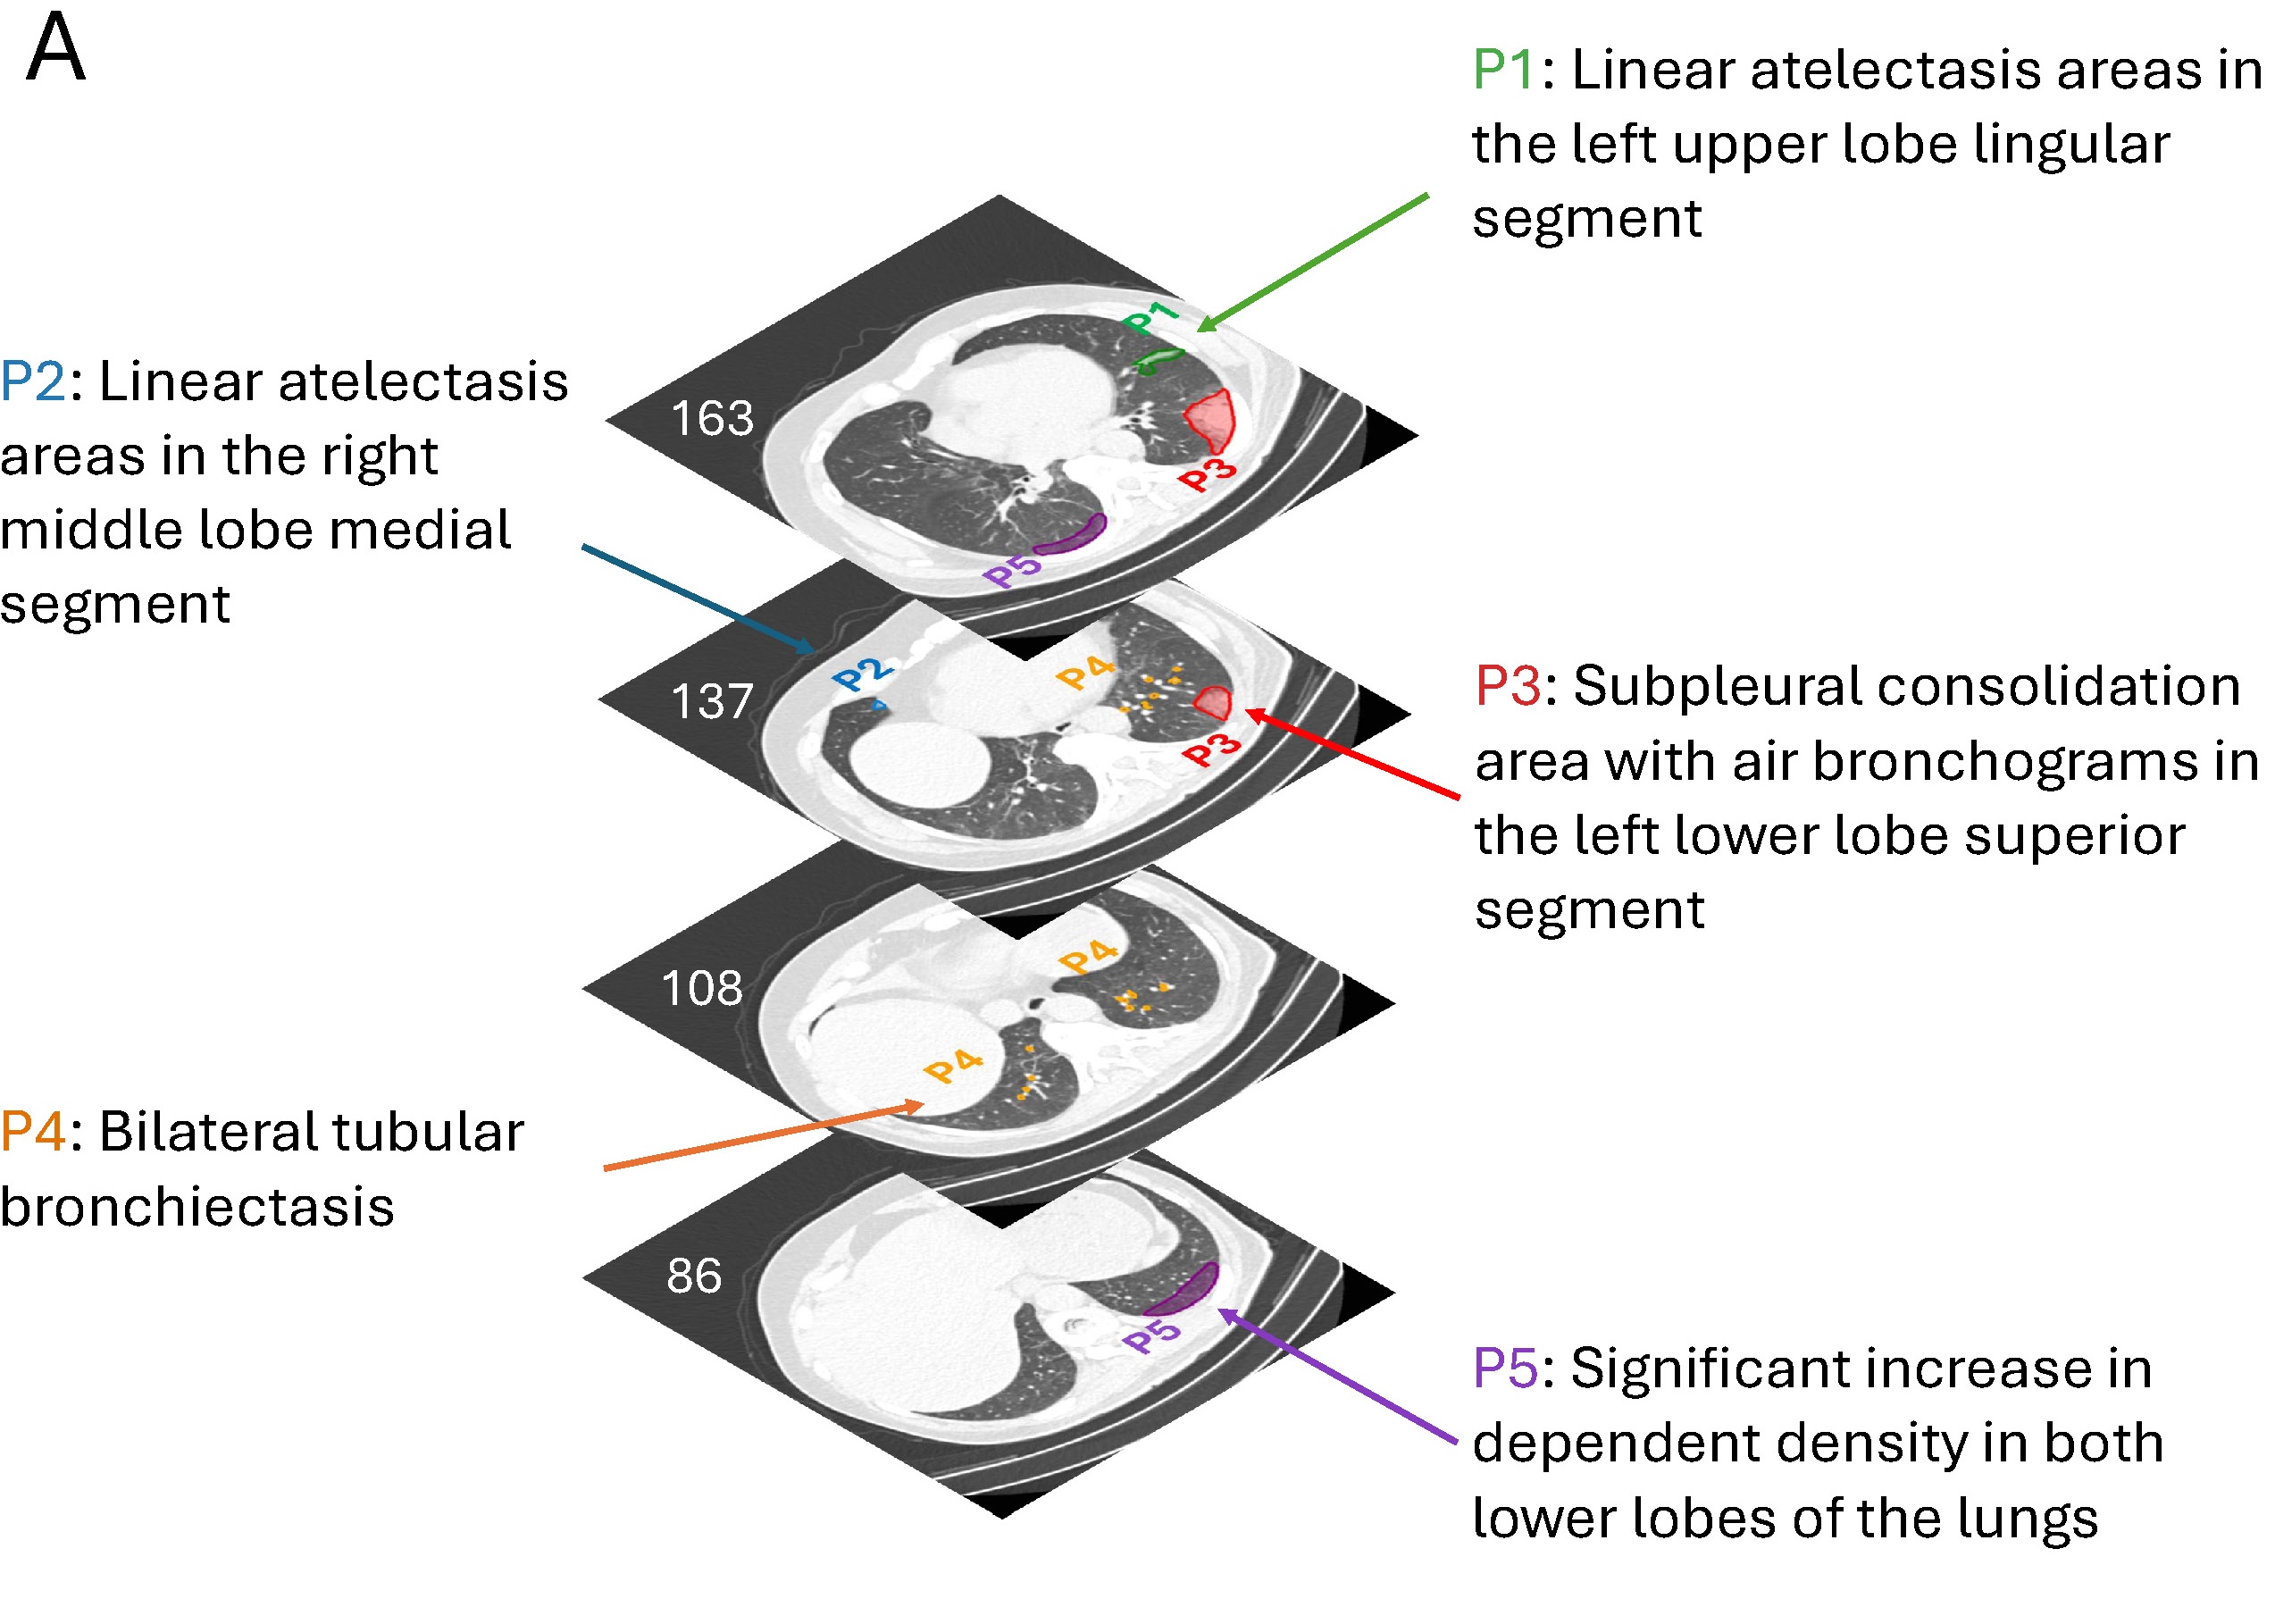 A
P1: Linear atelectasis areas in
the left upper lobe lingular
segment
P2: Linear atelectasis
areas in the right
middle lobe medial
segment
163
P1
P3
P5
137
P2
P4
P3
P3: Subpleural consolidation
area with air bronchograms in
the left lower lobe superior
segment
108
P4
P4
P4: Bilateral tubular
bronchiectasis
86
P5
P5: Significant increase in
dependent density in both
lower lobes of the lungs